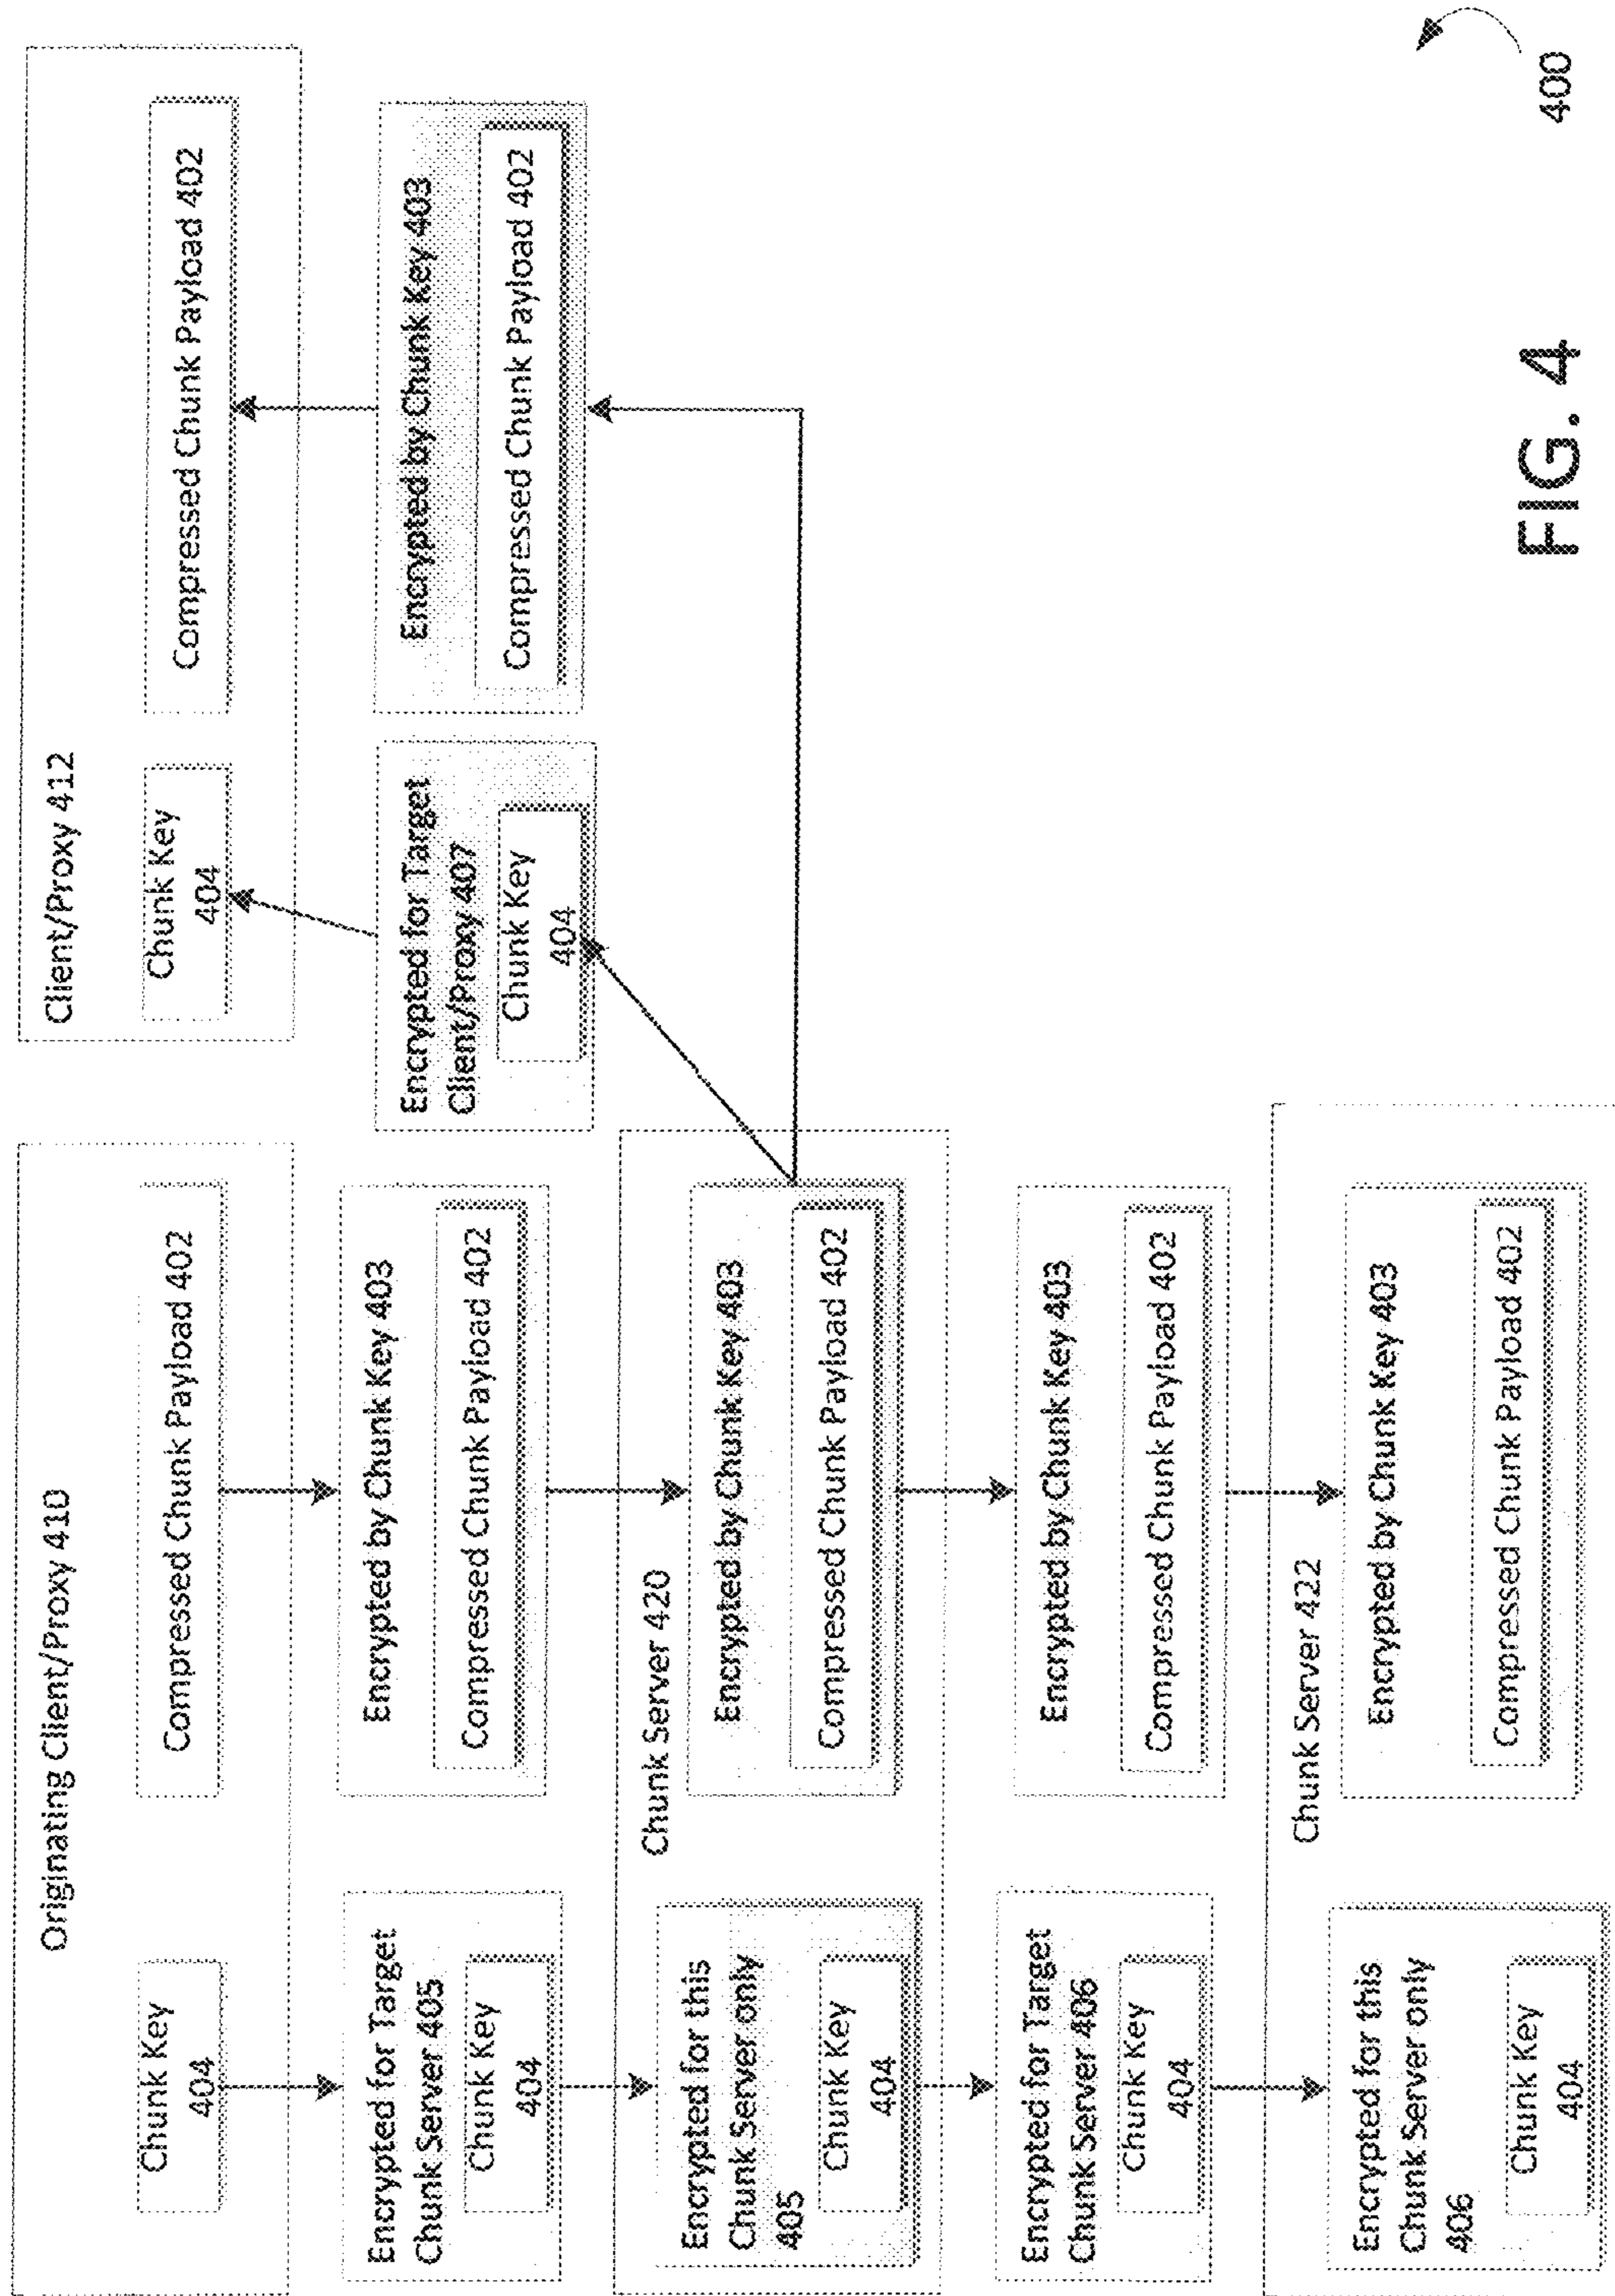 Originating Client/Proxy 410
Chunk Key
404
Compressed Chunk Payload 402
Encrypted for Target
Chunk Server 405
Chunk Key
404
Encrypted by Chunk Key 403
Compressed Chunk Payload 402
Chunk Server 420
Encrypted for this
Chunk Server only
405
Chunk Key
404
Encrypted by Chunk Key 403
Compressed Chunk Payload 402
Encrypted for Target
Chunk Server 406
Chunk Key
404
Encrypted by Chunk Key 403
Compressed Chunk Payload 402
Chunk Server 422
Encrypted for this
Chunk Server only
406
Chunk Key
404
Encrypted by Chunk Key 403
Compressed Chunk Payload 402
Client/Proxy 412
Chunk Key
404
Compressed Chunk Payload 402
Encrypted for Target
Client/Proxy 407
Chunk Key
404
Encrypted by Chunk Key 403
Compressed Chunk Payload 402
FIG. 4
400